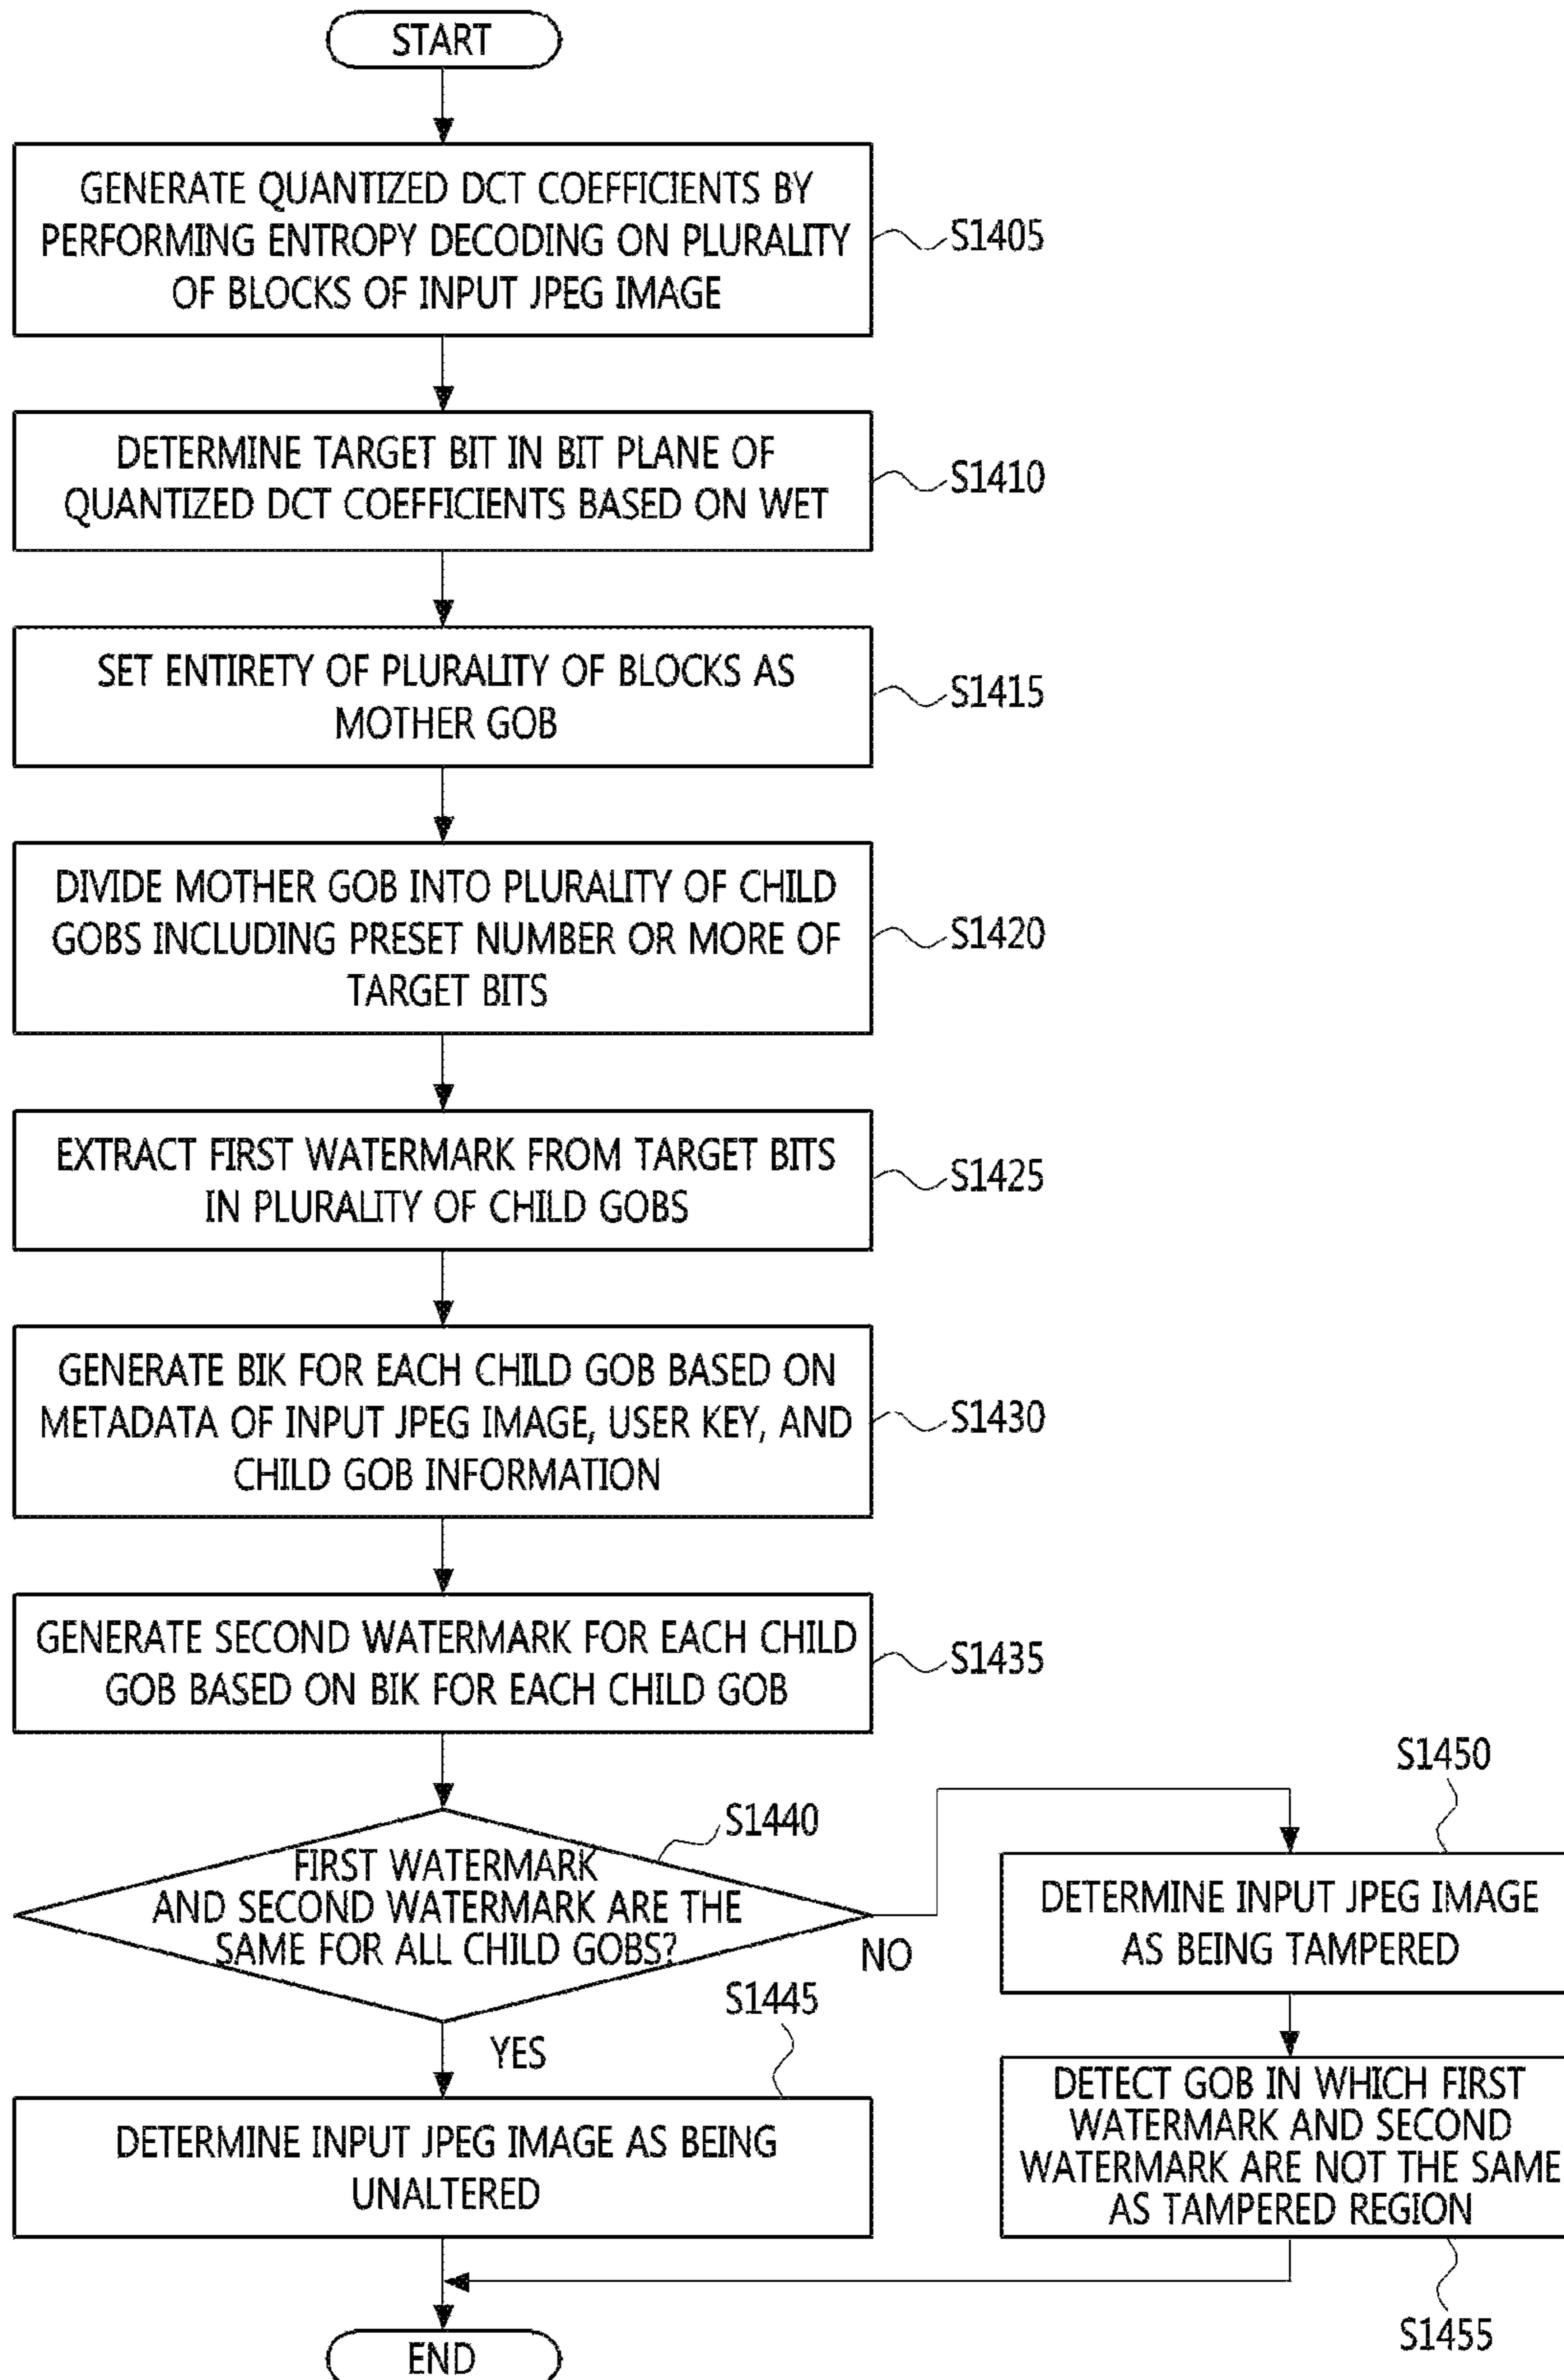 START
GENERATE QUANTIZED DCT COEFFICIENTS BY
PERFORMING ENTROPY DECODING ON PLURALITY
OF BLOCKS OF INPUT JPEG IMAGE
S1405
DETERMINE TARGET BIT IN BIT PLANE OF
QUANTIZED DCT COEFFICIENTS BASED ON WET
S1410
SET ENTIRETY OF PLURALITY OF BLOCKS AS
MOTHER GOB
S1415
DIVIDE MOTHER GOB INTO PLURALITY OF CHILD
GOBS INCLUDING PRESET NUMBER OR MORE OF
TARGET BITS
S1420
EXTRACT FIRST WATERMARK FROM TARGET BITS
IN PLURALITY OF CHILD GOBS
S1425
GENERATE BIK FOR EACH CHILD GOB BASED ON
METADATA OF INPUT JPEG IMAGE, USER KEY, AND
CHILD GOB INFORMATION
S1430
GENERATE SECOND WATERMARK FOR EACH CHILD
GOB BASED ON BIK FOR EACH CHILD GOB
S1435
S1440
FIRST WATERMARK
AND SECOND WATERMARK ARE THE
SAME FOR ALL CHILD GOBS?
NO
YES
S1445
DETERMINE INPUT JPEG IMAGE AS BEING
UNALTERED
S1450
DETERMINE INPUT JPEG IMAGE
AS BEING TAMPERED
DETECT GOB IN WHICH FIRST
WATERMARK AND SECOND
WATERMARK ARE NOT THE SAME
AS TAMPERED REGION
S1455
END